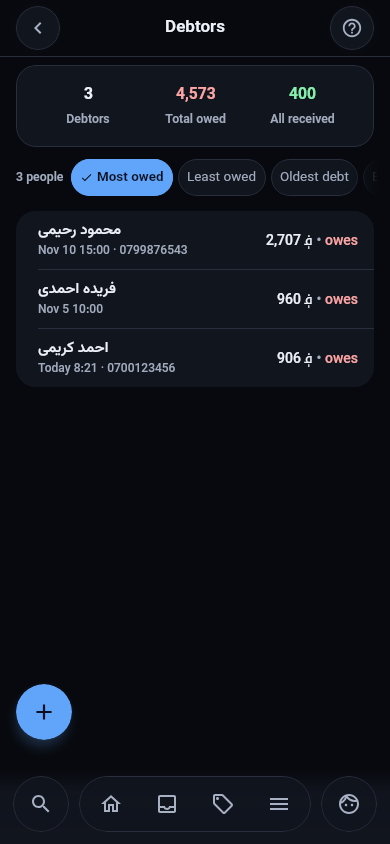 Debtors
3
Debtors
4,573
Total owed
400
All received
3 people
Most owed
Least owed
Oldest debt
محمود رحیمی
Nov 10 15:00 · 0799876543
2,707 ؋ • owes
فریده احمدی
Nov 5 10:00
960 ؋ • owes
احمد کریمی
Today 8:21 · 0700123456
906 ؋ • owes